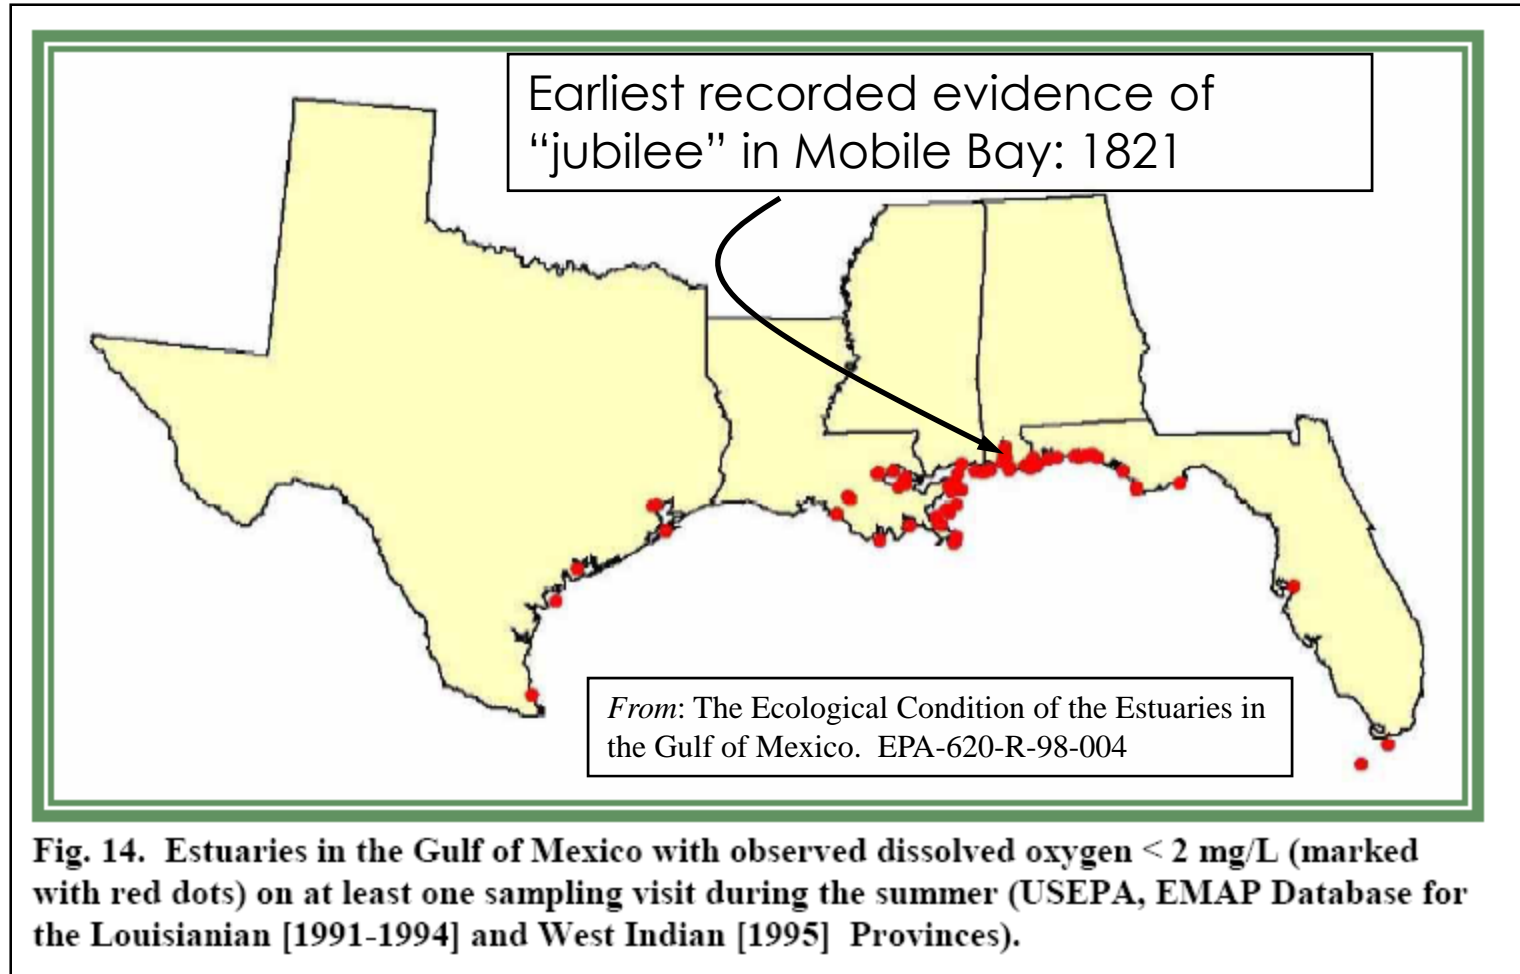 Earliest recorded evidence of
“jubilee” in Mobile Bay: 1821
From: The Ecological Condition of the Estuaries in
the Gulf of Mexico.  EPA-620-R-98-004
Fig. 14.  Estuaries in the Gulf of Mexico with observed dissolved oxygen < 2 mg/L (marked
with red dots) on at least one sampling visit during the summer (USEPA, EMAP Database for
the Louisianian [1991-1994] and West Indian [1995]  Provinces).